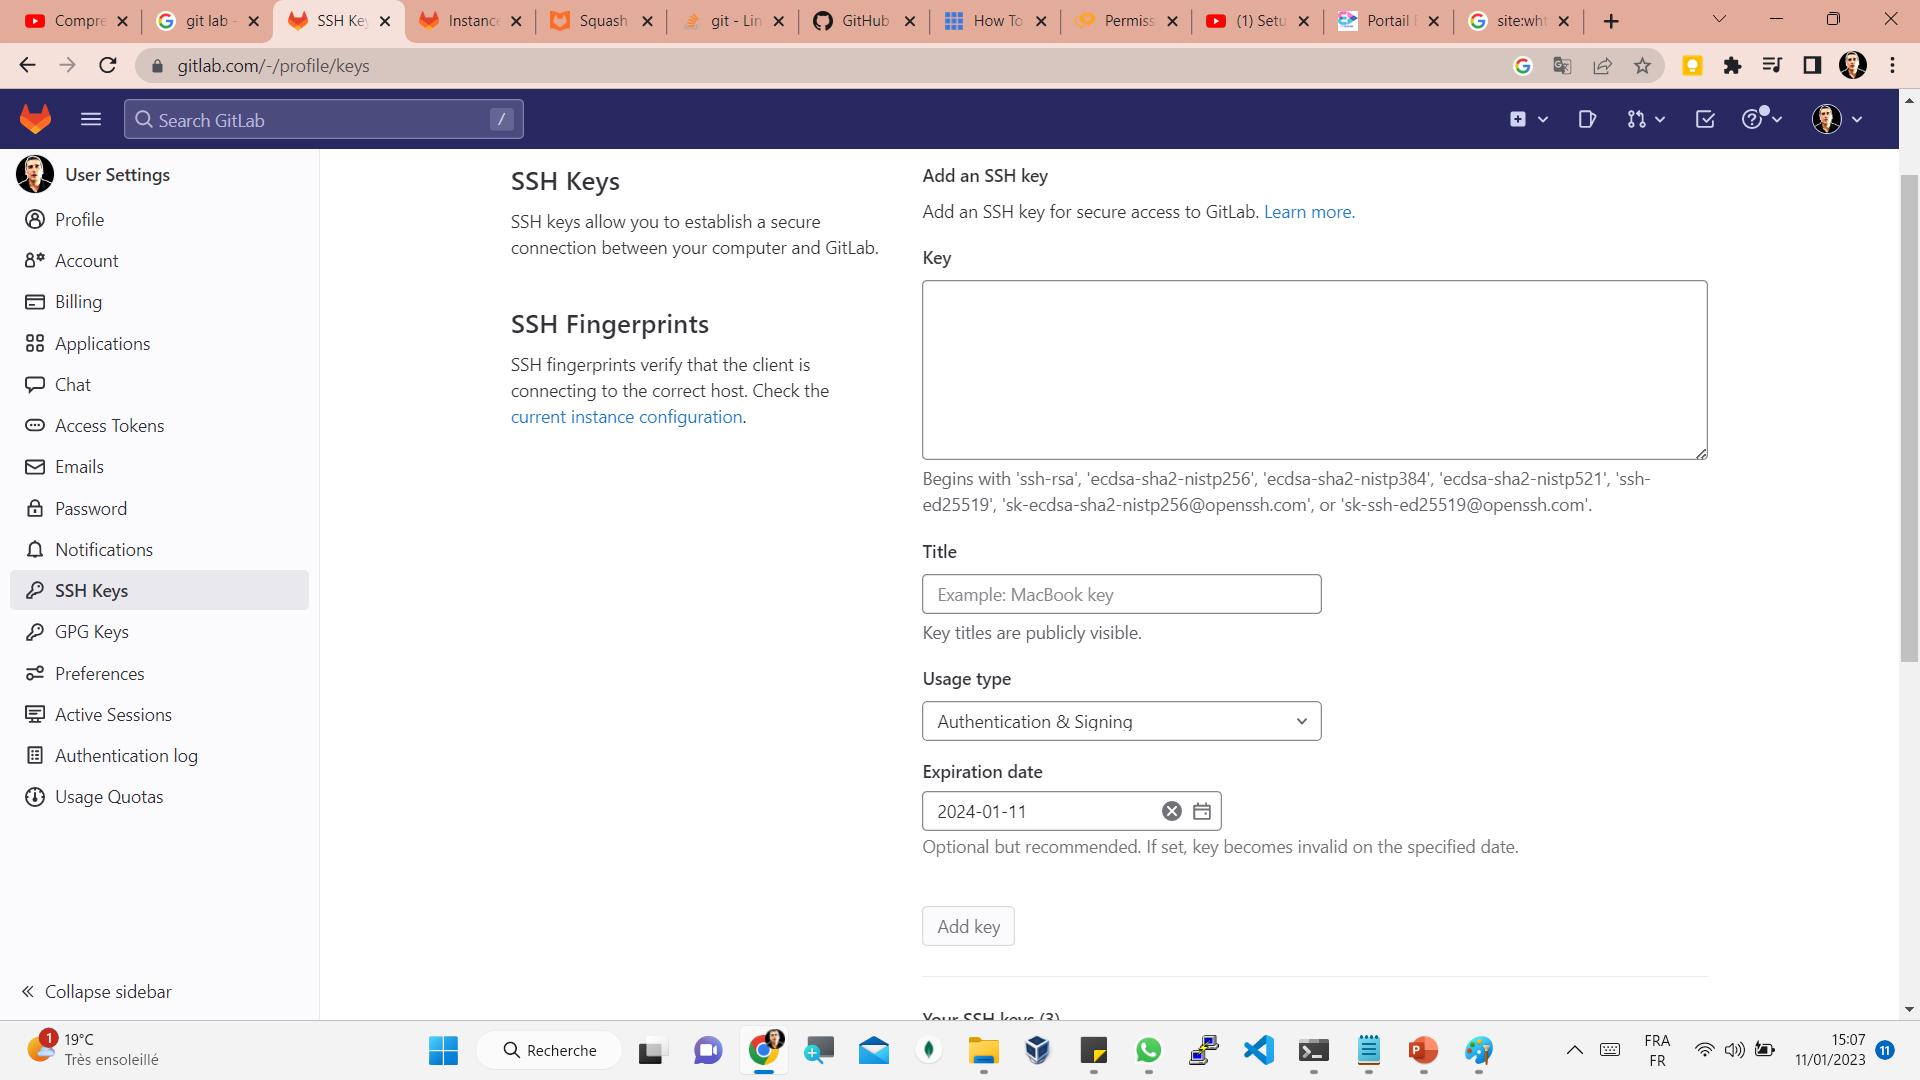 Compre
git lab -
SSH Key
Instance
Squash
git - Lin
GitHub
How To
Permiss
(1) Setu
Portail
site:wht
gitlab.com/-/profile/keys
Search GitLab
/
User Settings
Profile
Account
Billing
Applications
Chat
Access Tokens
Emails
Password
Notifications
SSH Keys
GPG Keys
Preferences
Active Sessions
Authentication log
Usage Quotas
Collapse sidebar
SSH Keys
SSH keys allow you to establish a secure
connection between your computer and GitLab.
SSH Fingerprints
SSH fingerprints verify that the client is
connecting to the correct host. Check the
current instance configuration.
Add an SSH key
Add an SSH key for secure access to GitLab. Learn more.
Key
Begins with 'ssh-rsa', 'ecdsa-sha2-nistp256', 'ecdsa-sha2-nistp384', 'ecdsa-sha2-nistp521', 'ssh-
ed25519', 'sk-ecdsa-sha2-nistp256@openssh.com', or 'sk-ssh-ed25519@openssh.com'.
Title
Example: MacBook key
Key titles are publicly visible.
Usage type
Authentication & Signing
Expiration date
2024-01-11
Optional but recommended. If set, key becomes invalid on the specified date.
Add key
Your SSH keys (3)
1
19°C
Très ensoleillé
Recherche
FRA
FR
15:07
11/01/2023
11